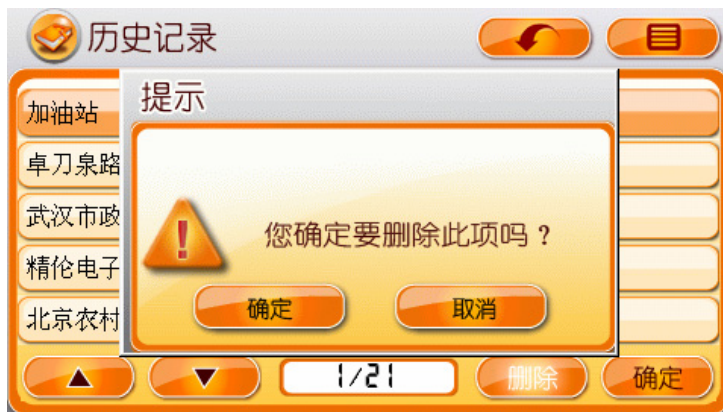 历史记录
提示
加油站
卓刀泉路
武汉市政
精伦电子
北京农村
您确定要删除此项吗？
确定 取消
1/21 删除 确定